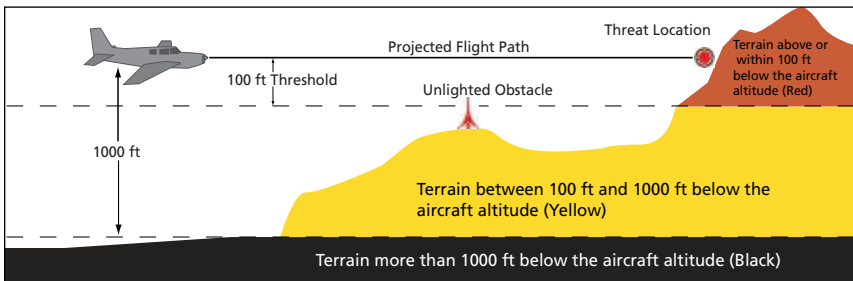 Projected Flight Path
Threat Location
Terrain above or
within 100 ft
below the aircraft
altitude (Red)
100 ft Threshold
Unlighted Obstacle
1000 ft
Terrain between 100 ft and 1000 ft below the
aircraft altitude (Yellow)
Terrain more than 1000 ft below the aircraft altitude (Black)